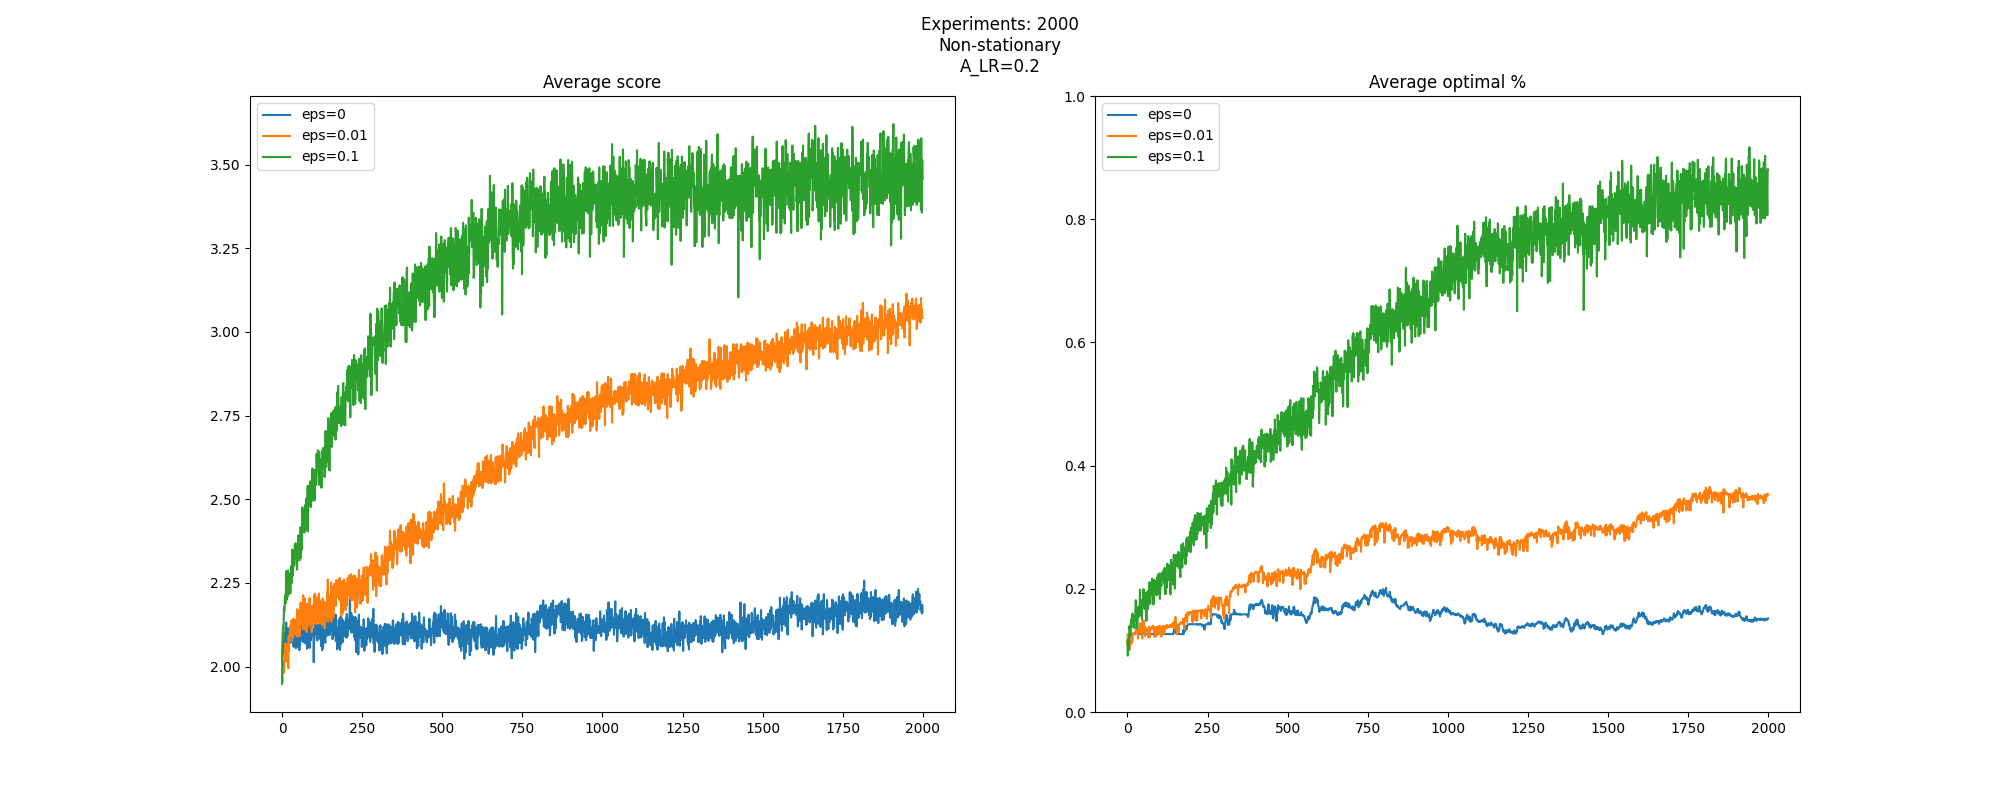 Experiments: 2000
Non-stationary
A_LR=0.2
Average score
eps=0
eps=0.01
eps=0.1
3.50
3.25
3.00
2.75
2.50
2.25
2.00
0 250 500 750 1000 1250 1500 1750 2000
Average optimal %
eps=0
eps=0.01
eps=0.1
1.0
0.8
0.6
0.4
0.2
0.0
0 250 500 750 1000 1250 1500 1750 2000